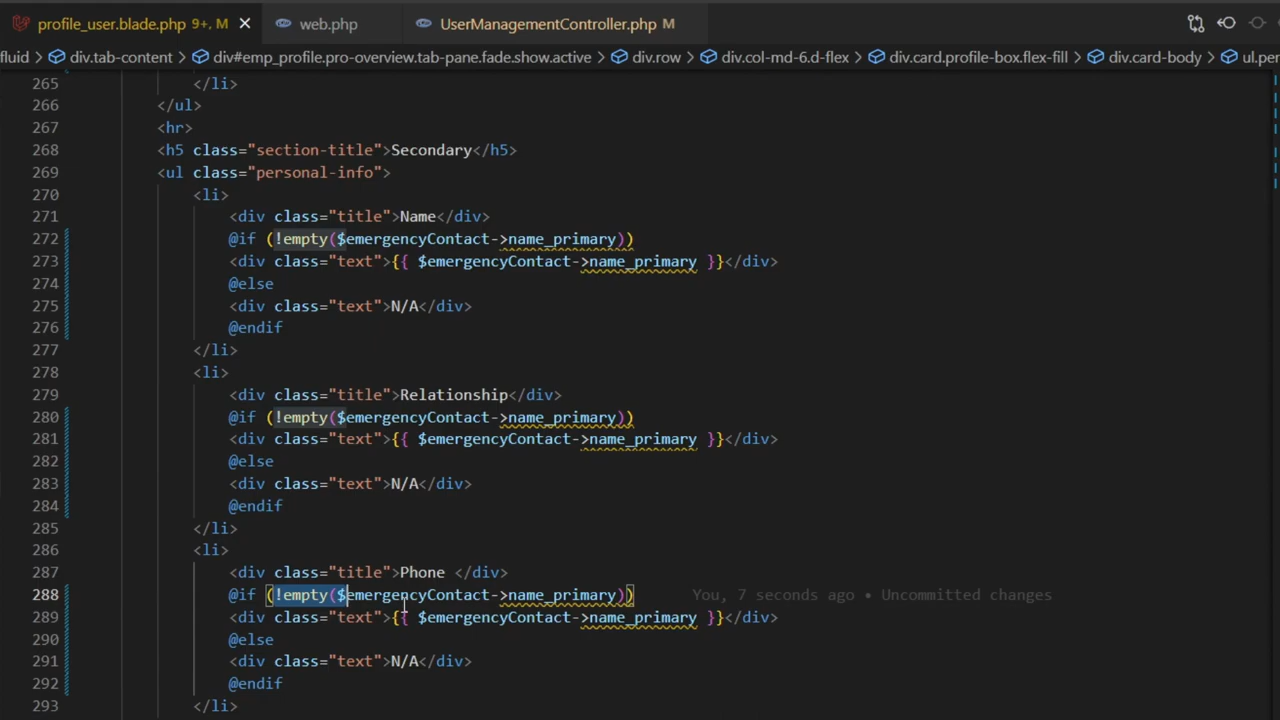 profile_user.blade.php 9+, M × web.php UserManagementController.php M
fluid > div.tab-content > div#emp_profile.pro-overview.tab-pane.fade.show.active > div.row > div.col-md-6.d-flex > div.card.profile-box.flex-fill > div.card-body > ul.per
265 </li>
266 </ul>
267 <hr>
268 <h5 class="section-title">Secondary</h5>
269 <ul class="personal-info">
270 <li>
271 <div class="title">Name</div>
272 @if (!empty($emergencyContact->name_primary))
273 <div class="text">{{ $emergencyContact->name_primary }}</div>
274 @else
275 <div class="text">N/A</div>
276 @endif
277 </li>
278 <li>
279 <div class="title">Relationship</div>
280 @if (!empty($emergencyContact->name_primary))
281 <div class="text">{{ $emergencyContact->name_primary }}</div>
282 @else
283 <div class="text">N/A</div>
284 @endif
285 </li>
286 <li>
287 <div class="title">Phone </div>
288 @if (!empty($emergencyContact->name_primary)) You, 7 seconds ago • Uncommitted changes
289 <div class="text">{{ $emergencyContact->name_primary }}</div>
290 @else
291 <div class="text">N/A</div>
292 @endif
293 </li>